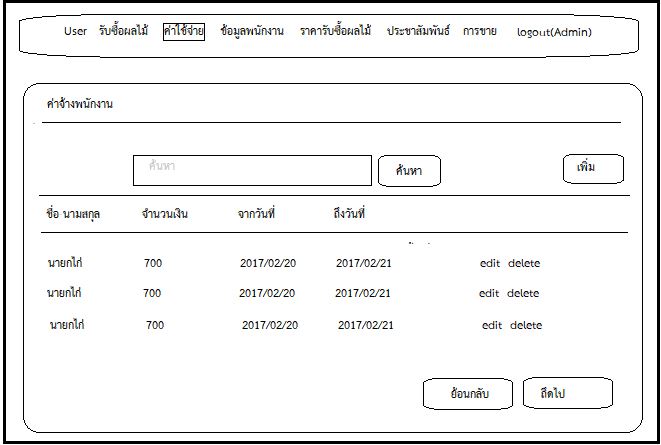 User รับซื้อผลไม้ ค่าใช้จ่าย ข้อมูลพนักงาน ราคารับซื้อผลไม้ ประชาสัมพันธ์ การขาย logout(Admin)
ค่าจ้างพนักงาน
ค้นหา ค้นหา เพิ่ม
ชื่อ นามสกุล จำนวนเงิน จากวันที่ ถึงวันที่
นายกไก่ 700 2017/02/20 2017/02/21 edit delete
นายกไก่ 700 2017/02/20 2017/02/21 edit delete
นายกไก่ 700 2017/02/20 2017/02/21 edit delete
ย้อนกลับ ถึดไป